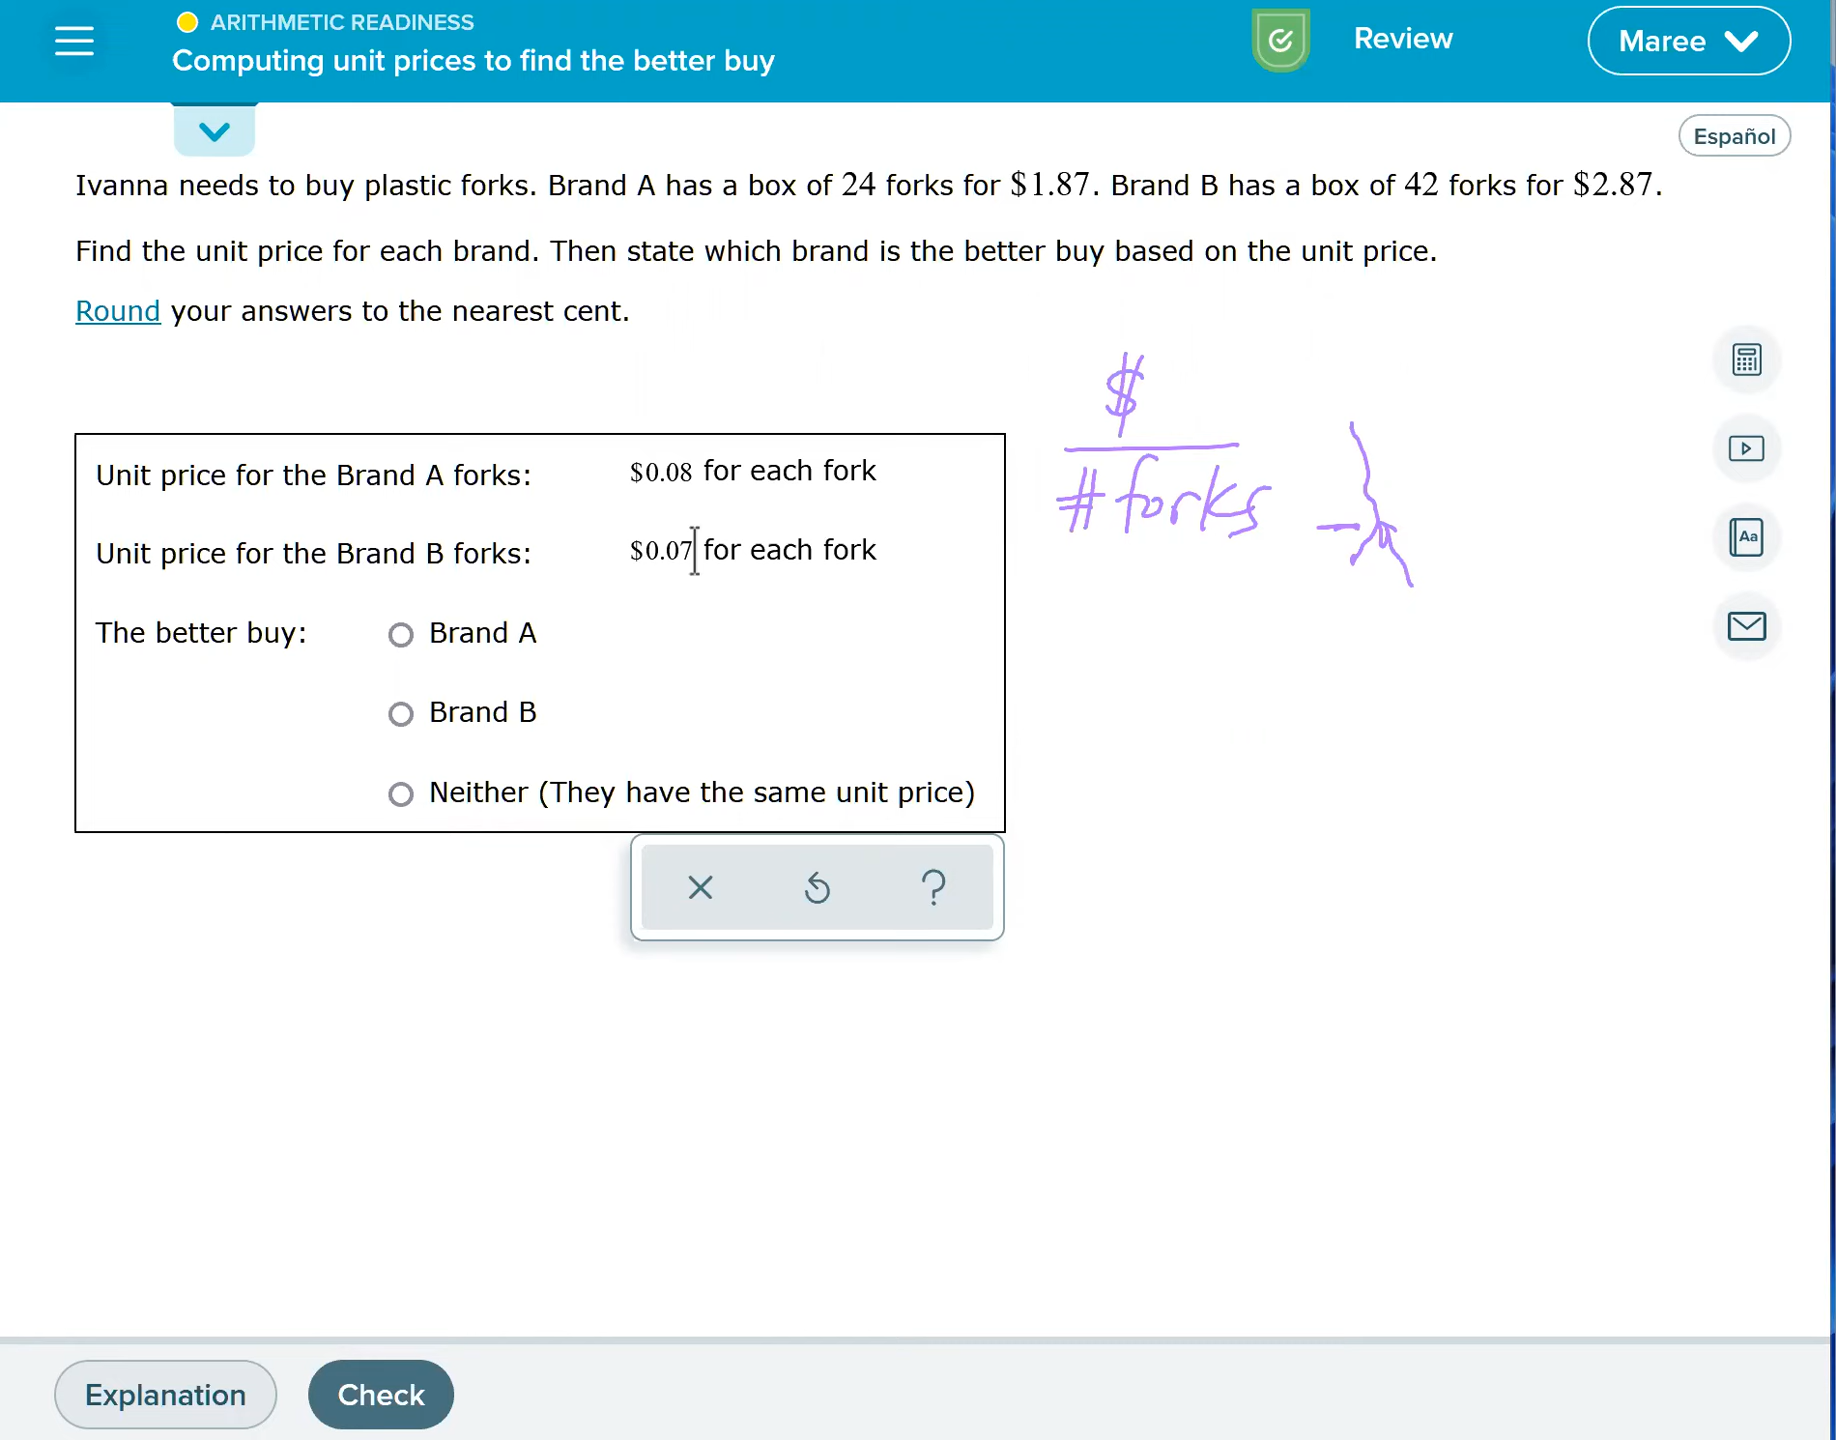 ARITHMETIC READINESS
Computing unit prices to find the better buy
Review
Maree
Español
Ivanna needs to buy plastic forks. Brand A has a box of 24 forks for $1.87. Brand B has a box of 42 forks for $2.87.
Find the unit price for each brand. Then state which brand is the better buy based on the unit price.
Round your answers to the nearest cent.
$
# forks
Unit price for the Brand A forks: $0.08 for each fork
Unit price for the Brand B forks: $0.07 for each fork
The better buy: Brand A
Brand B
Neither (They have the same unit price)
?
Aa
Explanation
Check